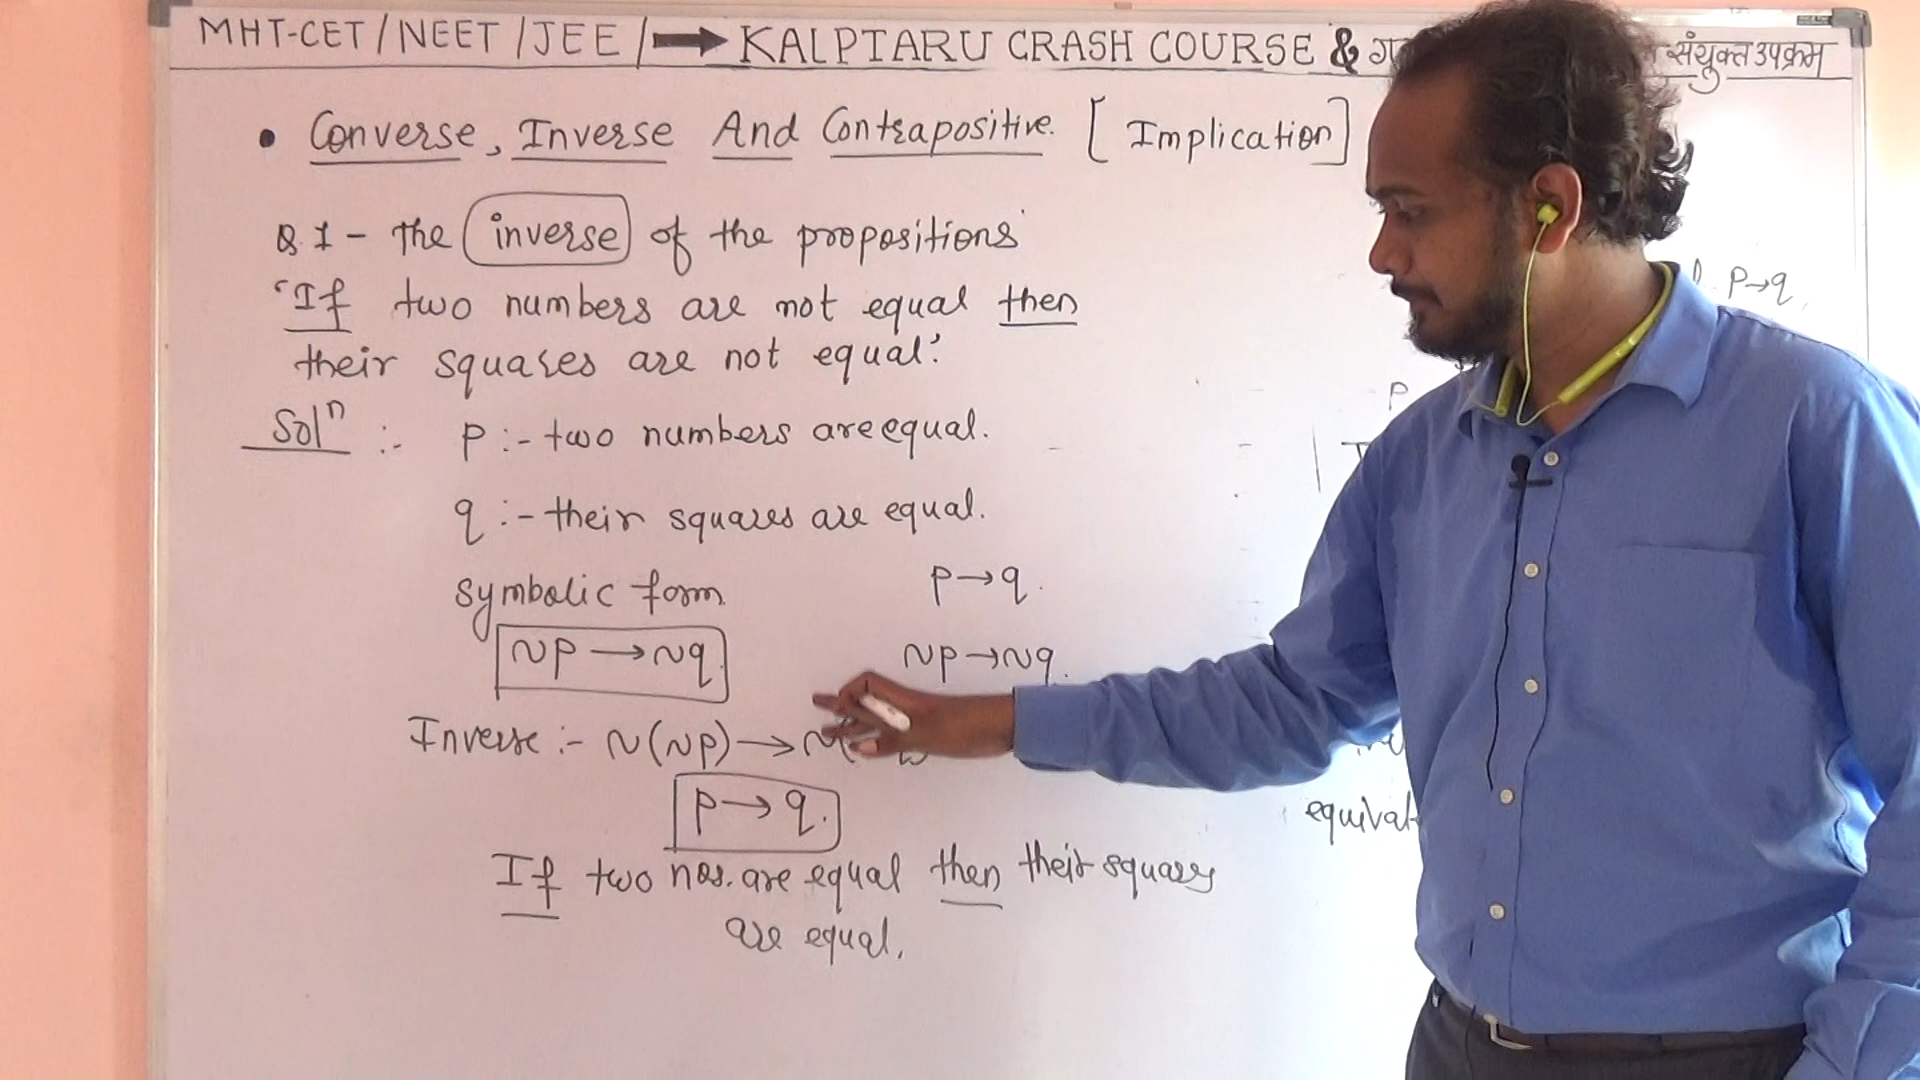 MHT-CET / NEET / JEE / → KALPTARU CRASH COURSE & संयुक्त उपक्रम
• Converse, Inverse And Contrapositive. [Implication]
Q.1 - The inverse of the propositions
'If two numbers are not equal then
their squares are not equal'
Solⁿ :- p :- two numbers are equal.
q :- their squares are equal.
symbolic form
p → q.
~p → ~q
~p → ~q.
Inverse :- ~(~p) → ~(
p → q.
If two nos. are equal then their squares
are equal.
p → q,
P
equival